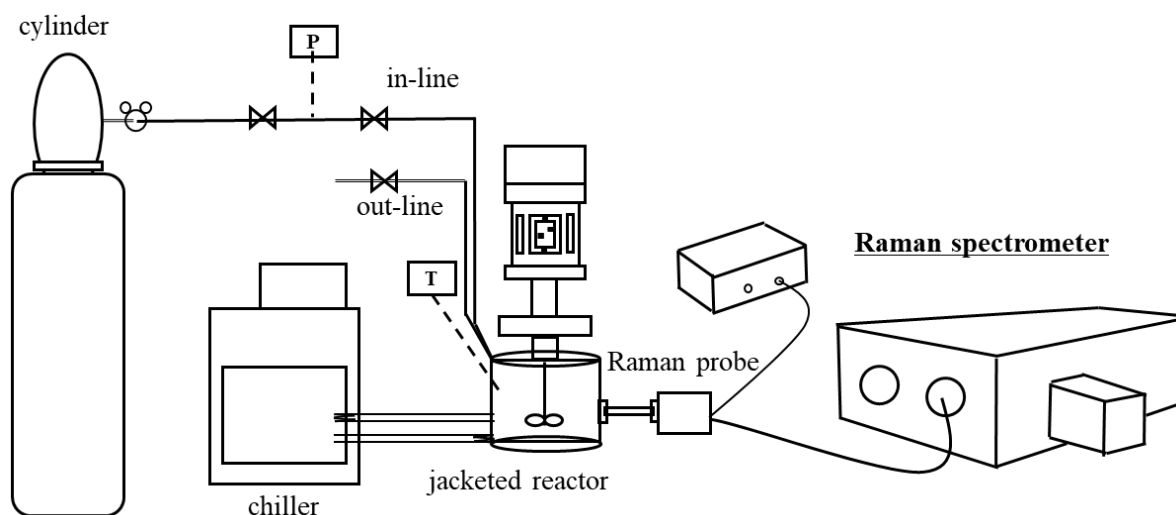 cylinder
P
in-line
out-line
T
Raman spectrometer
Raman probe
jacketed reactor
chiller